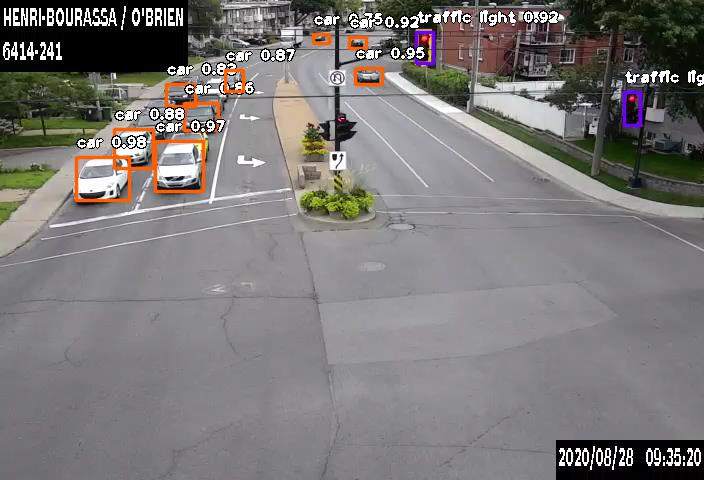 HENRI-BOURASSA / O'BRIEN
6414-241
car 0.75
car 0.92
traffic light 0.92
car 0.87
car 0.95
car 0.86
car 0.88
car 0.97
car 0.98
traffic lig
2020/08/28 09:35:20